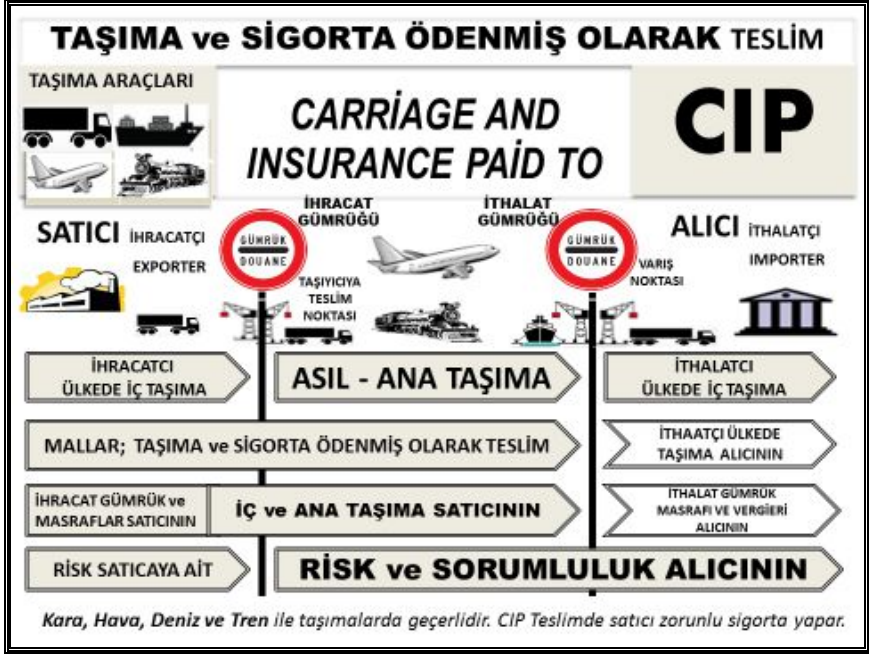 TAŞIMA ve SİGORTA ÖDENMİŞ OLARAK TESLİM
TAŞIMA ARAÇLARI
CARRİAGE AND
INSURANCE PAİD TO
CIP
SATICI İHRACATÇI
EXPORTER
İHRACAT
GÜMRÜĞÜ
GÜMRÜK
DOUANE
TAŞIYICIYA
TESLİM
NOKTASI
İTHALAT
GÜMRÜĞÜ
GÜMRÜK
DOUANE
VARIŞ
NOKTASI
ALICI İTHALATÇI
IMPORTER
İHRACATCI
ÜLKEDE İÇ TAŞIMA
ASIL - ANA TAŞIMA
İTHALATCI
ÜLKEDE İÇ TAŞIMA
MALLAR; TAŞIMA ve SİGORTA ÖDENMİŞ OLARAK TESLİM
İTHAATÇI ÜLKEDE
TAŞIMA ALICININ
İHRACAT GÜMRÜK ve
MASRAFLAR SATICININ
İÇ ve ANA TAŞIMA SATICININ
İTHALAT GÜMRÜK
MASRAFI VE VERGİERİ
ALICININ
RİSK SATICAYA AİT
RİSK ve SORUMLULUK ALICININ
Kara, Hava, Deniz ve Tren ile taşımalarda geçerlidir. CIP Teslimde satıcı zorunlu sigorta yapar.